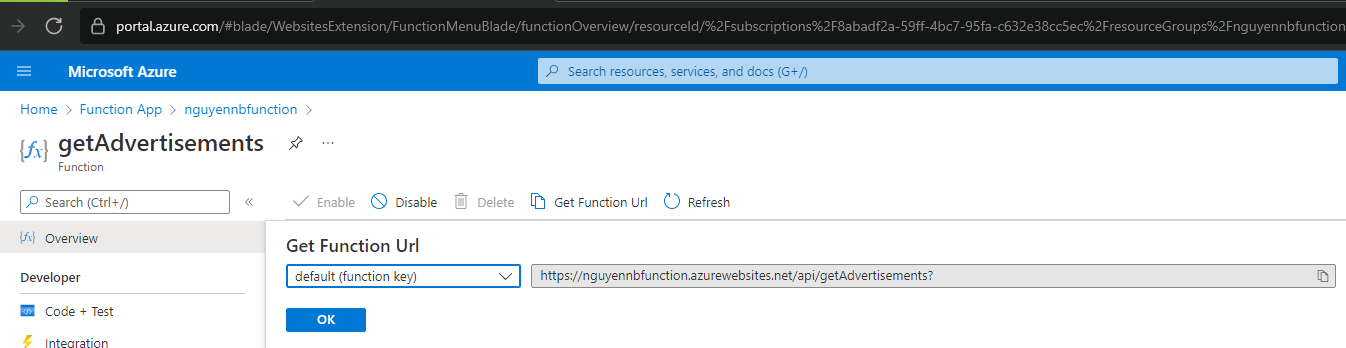 portal.azure.com/#blade/WebsitesExtension/FunctionMenuBlade/functionOverview/resourceId/%2Fsubscriptions%2F8abadf2a-59ff-4bc7-95fa-c632e38cc5ec%2FresourceGroups%2Fnguyennbfunction
Microsoft Azure
Search resources, services, and docs (G+/)
Home > Function App > nguyennbfunction >
{fx} getAdvertisements ...
Function
Search (Ctrl+/) «
Enable Disable Delete Get Function Url Refresh
{fx} Overview
Get Function Url
default (function key) https://nguyennbfunction.azurewebsites.net/api/getAdvertisements?
Developer
Code + Test
OK
Integration